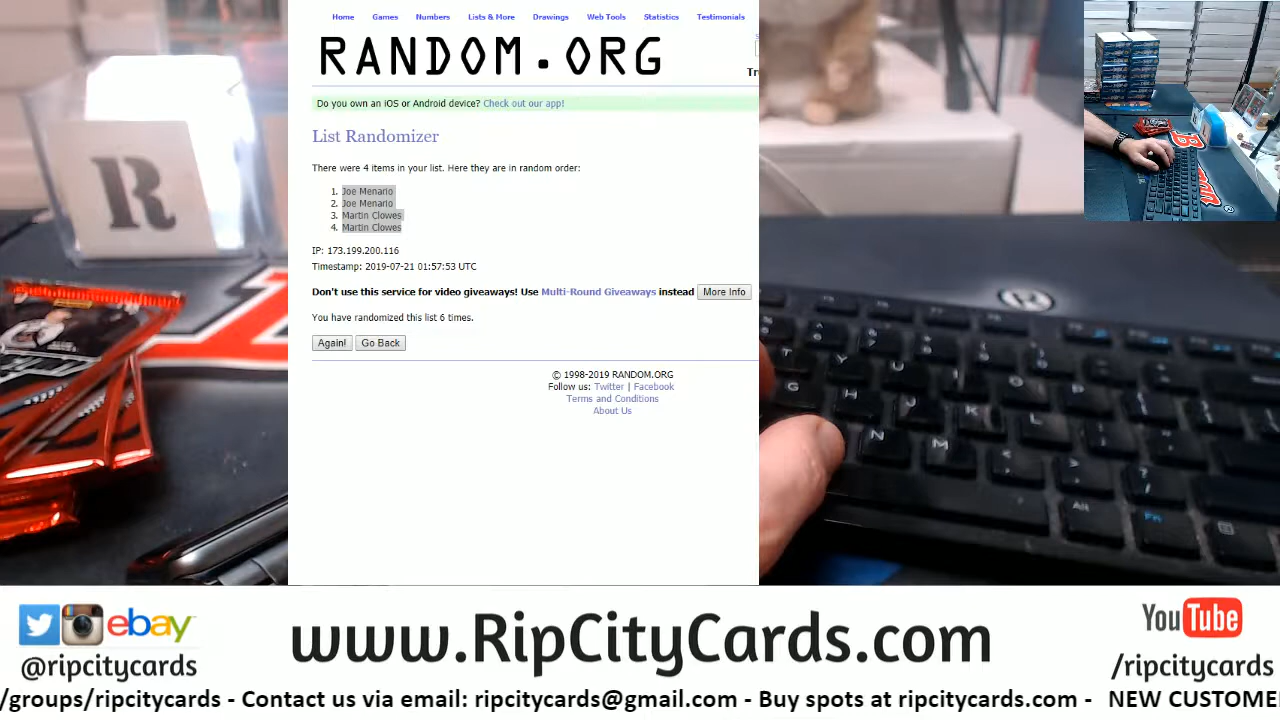 Home Games Numbers Lists & More Drawings Web Tools Statistics Testimonials
RANDOM.ORG
Do you own an iOS or Android device? Check out our app!
List Randomizer
There were 4 items in your list. Here they are in random order:
1. Joe Menario
2. Joe Menario
3. Martin Clowes
4. Martin Clowes
IP: 173.199.200.116
Timestamp: 2019-07-21 01:57:53 UTC
Don't use this service for video giveaways! Use Multi-Round Giveaways instead More Info
You have randomized this list 6 times.
Again! Go Back
© 1998-2019 RANDOM.ORG
Follow us: Twitter | Facebook
Terms and Conditions
About Us
R
T Y U
G H J K L
N M
Alt Fn
ebay
@ripcitycards
www.RipCityCards.com
YouTube
/ripcitycards
/groups/ripcitycards - Contact us via email: ripcitycards@gmail.com - Buy spots at ripcitycards.com - NEW CUSTOME